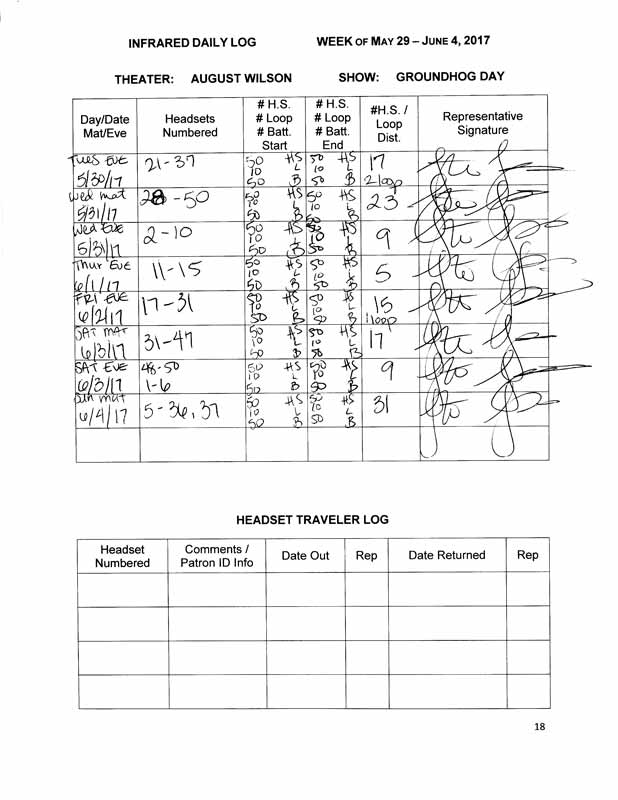 INFRARED DAILY LOG WEEK OF MAY 29 – JUNE 4, 2017
THEATER: AUGUST WILSON SHOW: GROUNDHOG DAY
Day/Date Mat/Eve Headsets Numbered # H.S. # Loop # Batt. Start # H.S. # Loop # Batt. End #H.S. / Loop Dist. Representative Signature
Tues Eve 21-37 50 HS 50 HS 17
10 L 10 L
5/30/17 50 B 50 B 2 loop
Wed mat 28-50 50 HS 50 HS 23
10 L 10 L
5/31/17 50 B 50 B
Wed Eve 2-10 50 HS 50 HS 9
10 L 10 L
5/31/17 50 B 50 B
Thur Eve 11-15 50 HS 50 HS 5
10 L 10 L
6/1/17 50 B 50 B
FRI EVE 17-31 50 HS 50 HS 15
10 L 10 L
6/2/17 50 B 50 B 1 loop
SAT MAT 31-47 50 HS 50 HS 17
10 L 10 L
6/3/17 50 B 50 B
SAT EVE 48-50 50 HS 50 HS 9
10 L 10 L
6/3/17 1-6 50 B 50 B
Sun mat 5-36, 37 50 HS 50 HS 31
10 L 10 L
6/4/17 50 B 50 B
HEADSET TRAVELER LOG
Headset Numbered Comments / Patron ID Info Date Out Rep Date Returned Rep
18